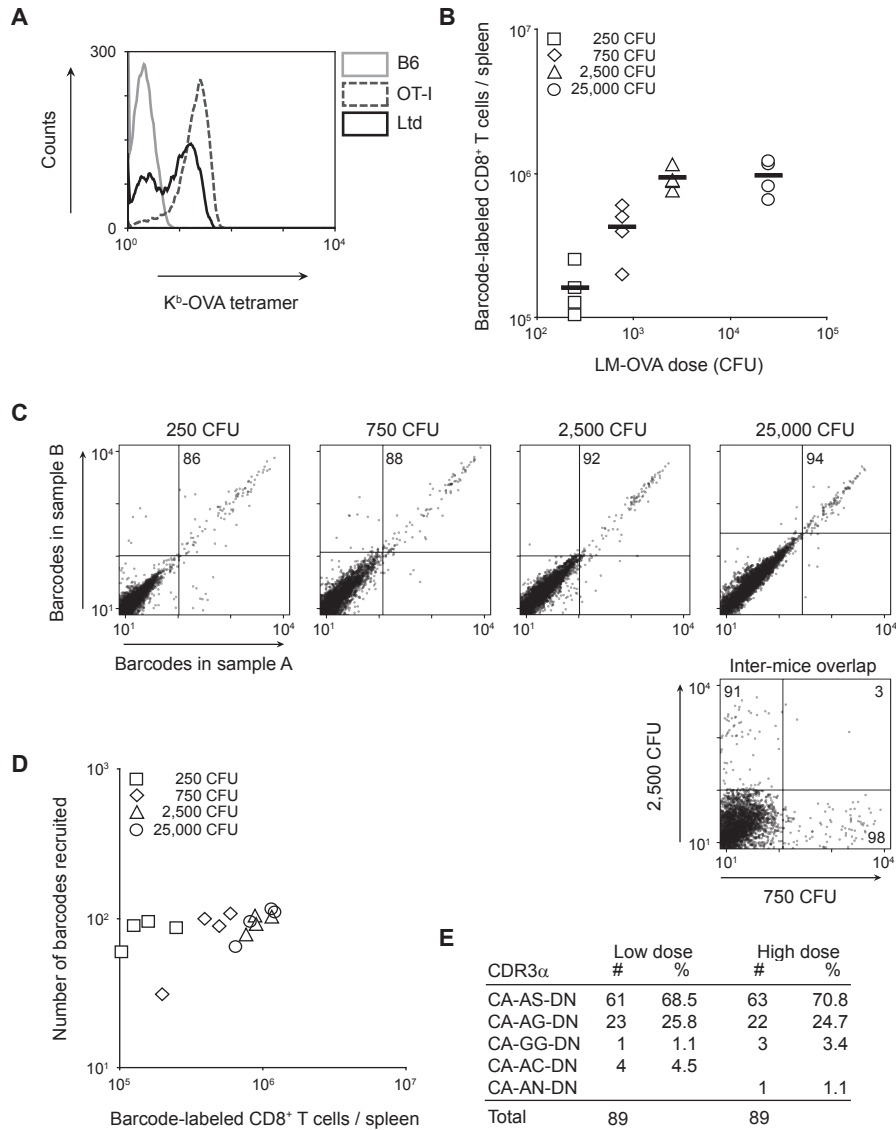 A
300
Counts
0
10⁰
10⁴
Kᵇ-OVA tetramer
B6
OT-I
Ltd
B
250 CFU
750 CFU
2,500 CFU
25,000 CFU
Barcode-labeled CD8⁺ T cells / spleen
10⁷
10⁶
10⁵
10²
10³
10⁴
10⁵
LM-OVA dose (CFU)
C
250 CFU
750 CFU
2,500 CFU
25,000 CFU
Barcodes in sample B
10⁴
10¹
86
88
92
94
10¹
10⁴
10¹
10⁴
10¹
10⁴
10¹
10⁴
Barcodes in sample A
Inter-mice overlap
2,500 CFU
10⁴
10¹
91
3
98
10¹
10⁴
750 CFU
D
Number of barcodes recruited
10³
10²
10¹
250 CFU
750 CFU
2,500 CFU
25,000 CFU
10⁵
10⁶
10⁷
Barcode-labeled CD8⁺ T cells / spleen
E
Low dose High dose
CDR3α # % # %
CA-AS-DN 61 68.5 63 70.8
CA-AG-DN 23 25.8 22 24.7
CA-GG-DN 1 1.1 3 3.4
CA-AC-DN 4 4.5
CA-AN-DN 1 1.1
Total 89 89